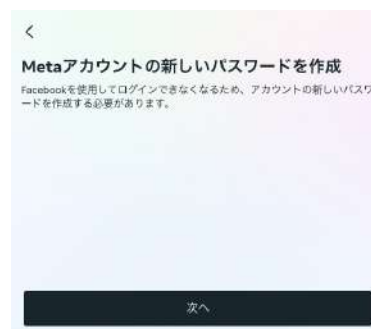 Metaアカウントの新しいパスワードを作成
Facebookを使用してログインできなくなるため、アカウントの新しいパスワ
ードを作成する必要があります。
次へ